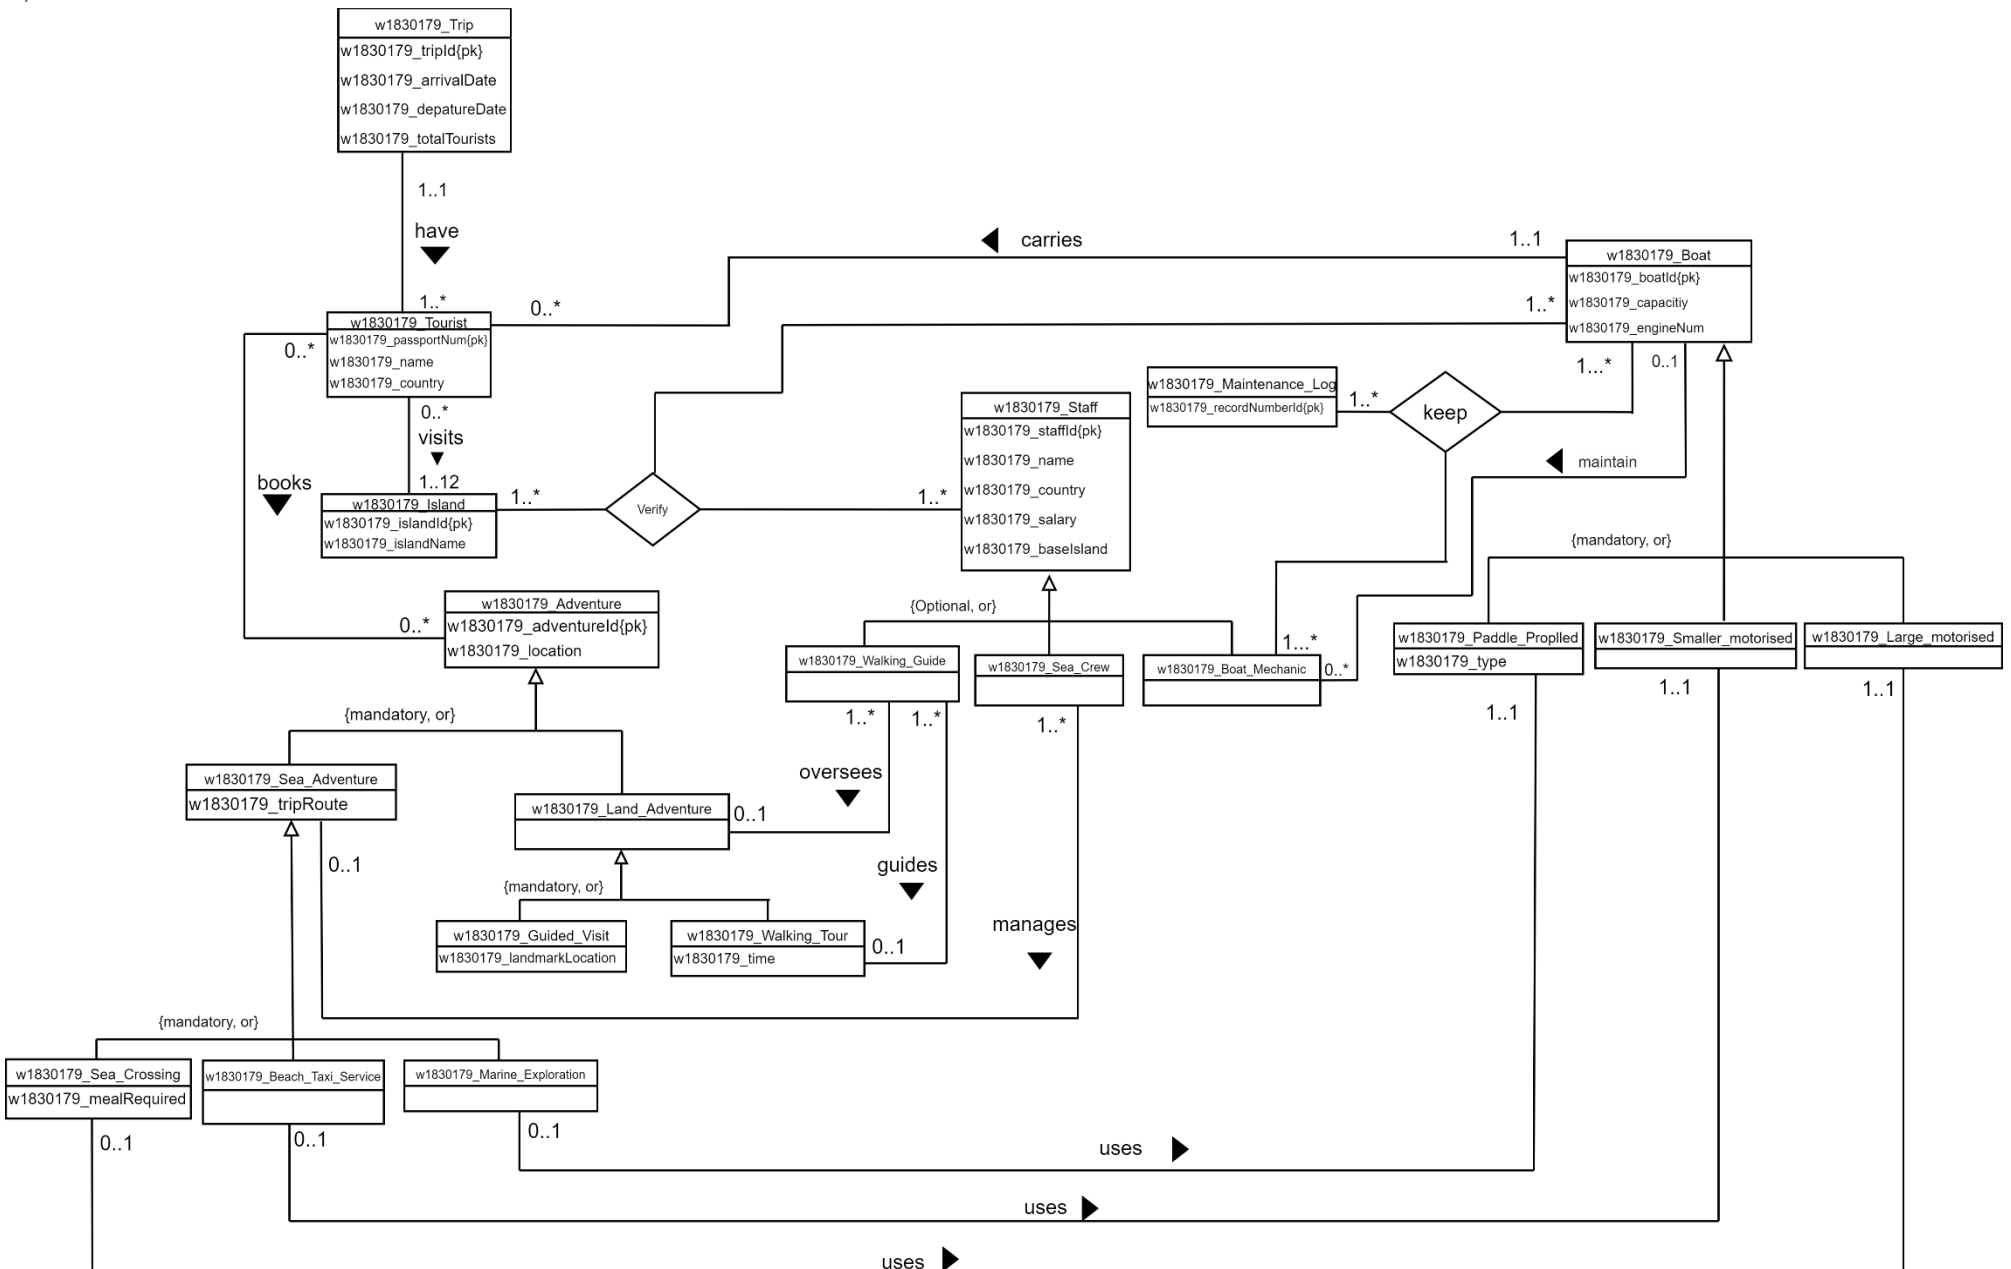 w1830179_Trip
w1830179_tripId{pk}
w1830179_arrivalDate
w1830179_depatureDate
w1830179_totalTourists
1..1
have
1..*
carries
1..1
0..*
w1830179_Boat
w1830179_boatId{pk}
w1830179_capacitiy
w1830179_engineNum
1..*
1...*
0..1
w1830179_Tourist
w1830179_passportNum{pk}
w1830179_name
w1830179_country
0..*
0..*
visits
1..12
books
w1830179_Island
w1830179_islandId{pk}
w1830179_islandName
1..*
Verify
1..*
w1830179_Staff
w1830179_staffId{pk}
w1830179_name
w1830179_country
w1830179_salary
w1830179_baseIsland
w1830179_Maintenance_Log
w1830179_recordNumberId{pk}
1..*
keep
maintain
{mandatory, or}
{Optional, or}
w1830179_Adventure
w1830179_adventureId{pk}
w1830179_location
0..*
w1830179_Walking_Guide
w1830179_Sea_Crew
1...*
w1830179_Boat_Mechanic
0..*
w1830179_Paddle_Proplled
w1830179_type
w1830179_Smaller_motorised
w1830179_Large_motorised
1..*
1..*
1..*
1..1
1..1
1..1
{mandatory, or}
w1830179_Sea_Adventure
w1830179_tripRoute
0..1
w1830179_Land_Adventure
0..1
oversees
guides
manages
{mandatory, or}
w1830179_Guided_Visit
w1830179_landmarkLocation
w1830179_Walking_Tour
w1830179_time
0..1
{mandatory, or}
w1830179_Sea_Crossing
w1830179_mealRequired
w1830179_Beach_Taxi_Service
w1830179_Marine_Exploration
0..1
0..1
0..1
uses
uses
uses